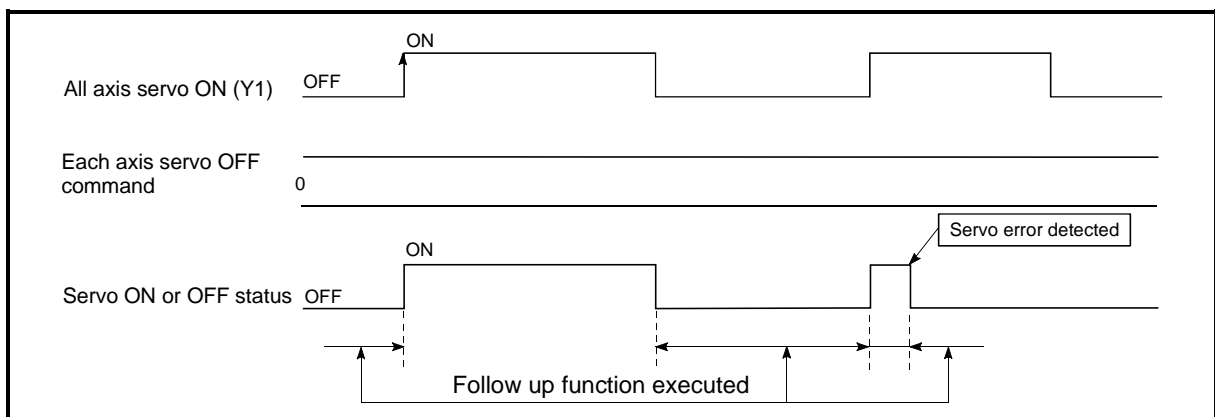 ON
All axis servo ON (Y1) OFF
Each axis servo OFF
command 0
Servo error detected
ON
Servo ON or OFF status OFF
Follow up function executed